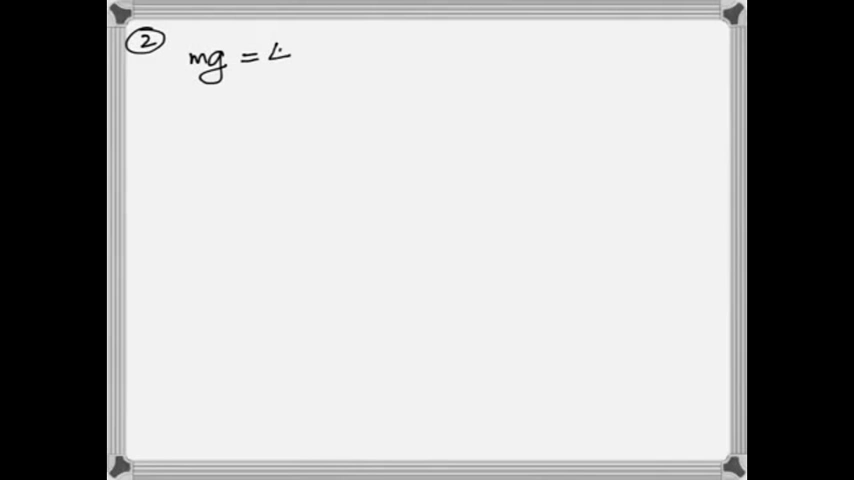 ② mg =